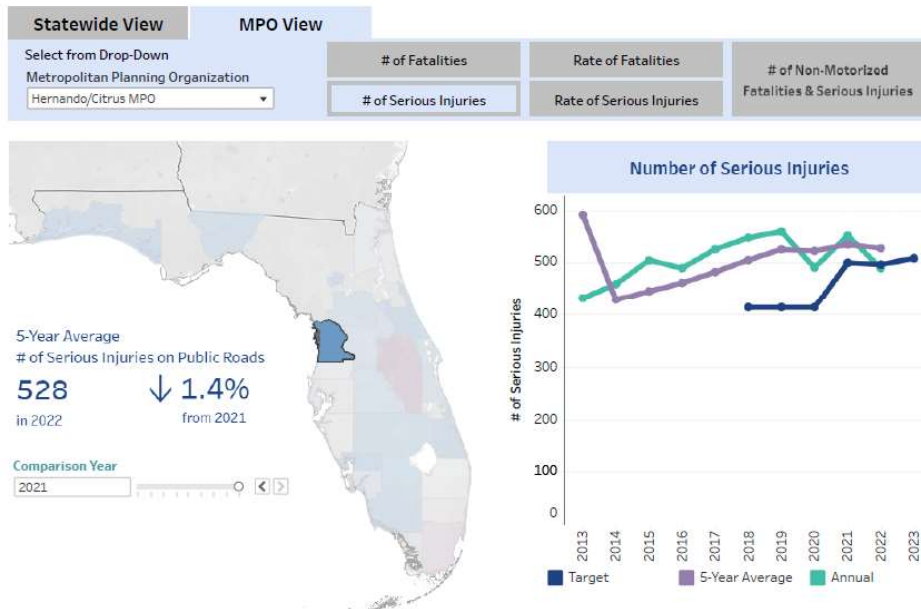 Statewide View
MPO View
Select from Drop-Down
Metropolitan Planning Organization
Hernando/Citrus MPO
# of Fatalities
Rate of Fatalities
# of Serious Injuries
Rate of Serious Injuries
# of Non-Motorized
Fatalities & Serious Injuries
5-Year Average
# of Serious Injuries on Public Roads
528
in 2022
↓ 1.4%
from 2021
Comparison Year
2021
Number of Serious Injuries
# of Serious Injuries
600
500
400
300
200
100
0
2013
2014
2015
2016
2017
2018
2019
2020
2021
2022
2023
Target
5-Year Average
Annual